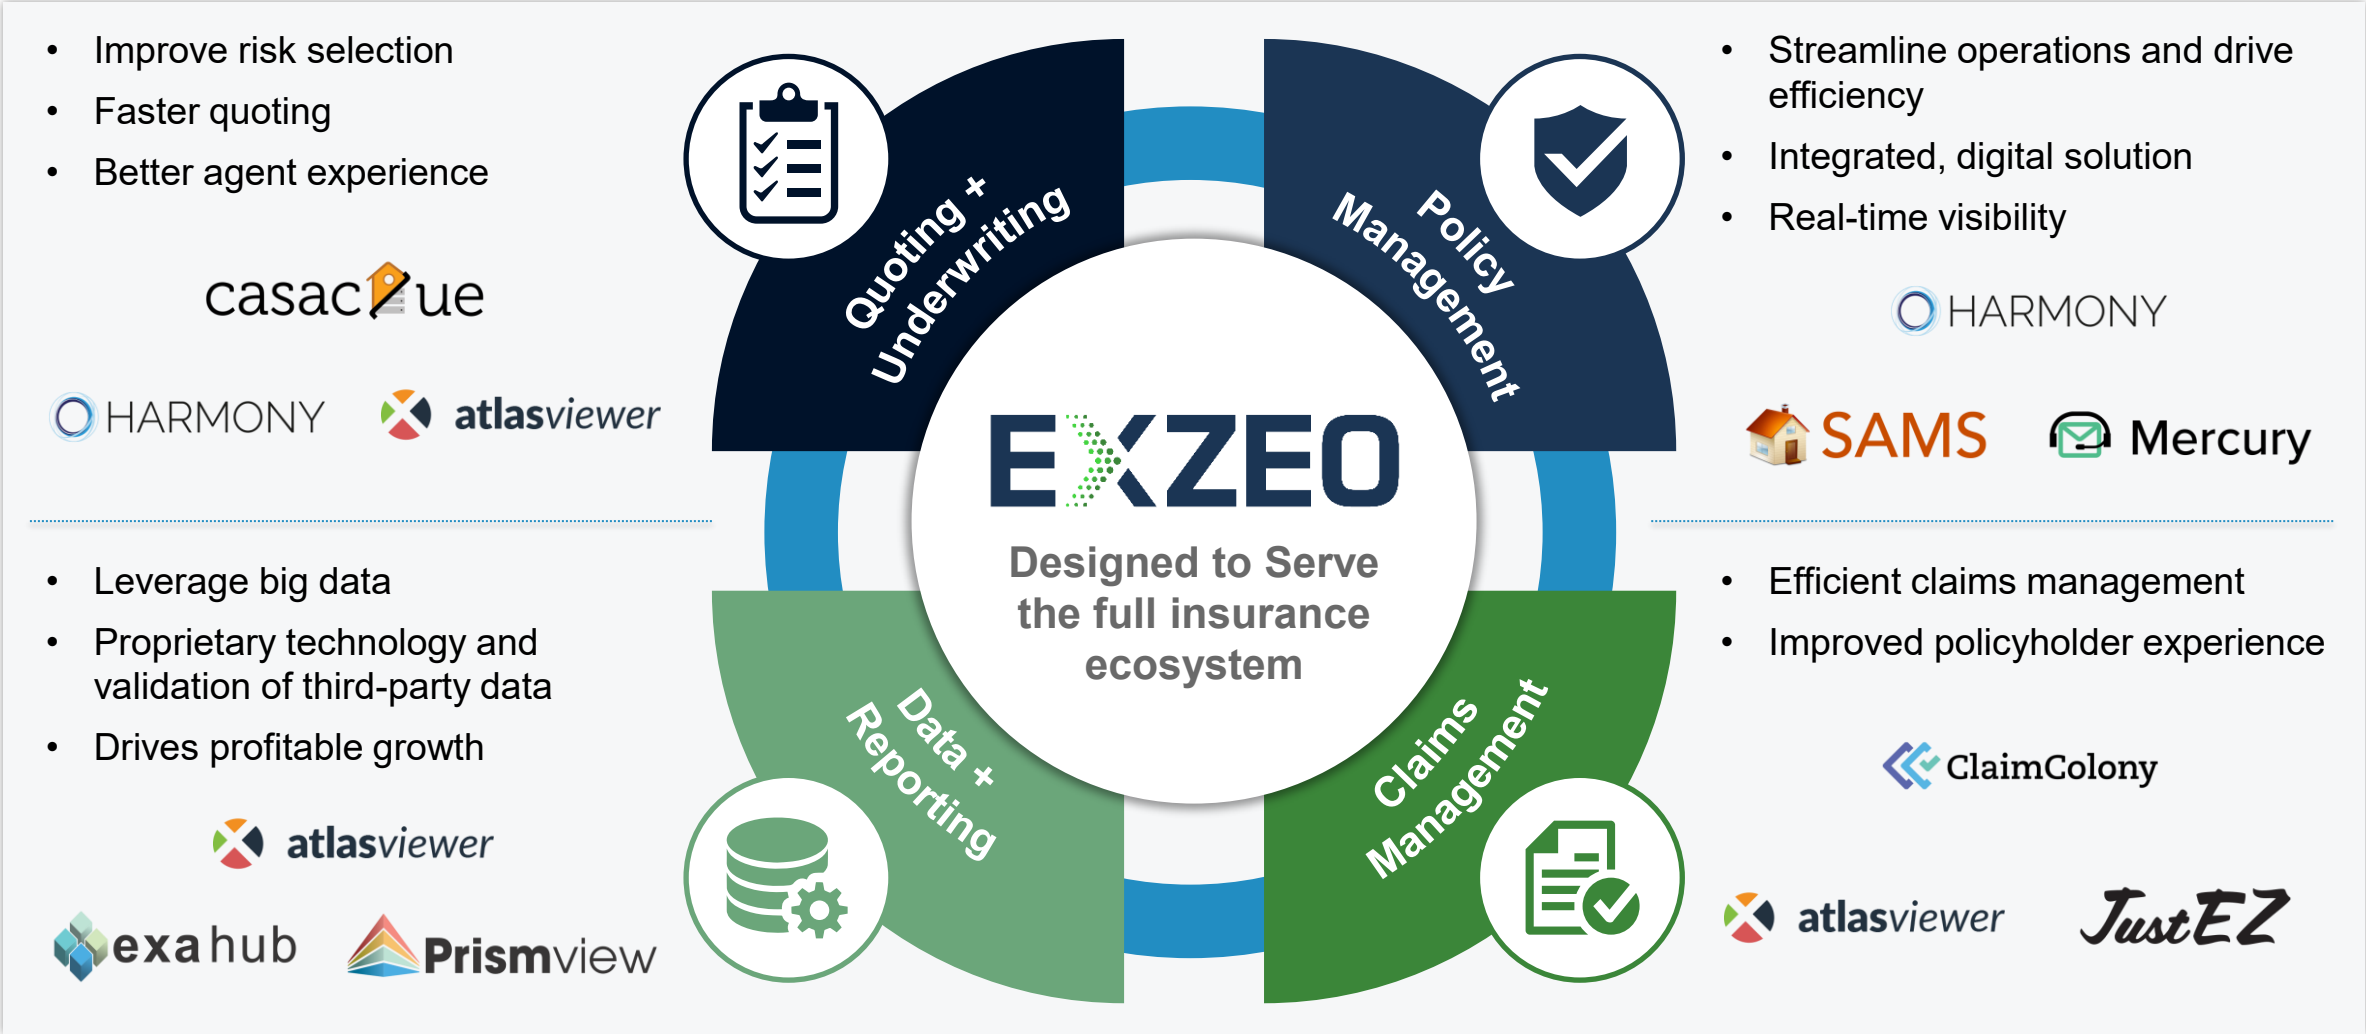 • Improve risk selection
• Faster quoting
• Better agent experience
casaclue
HARMONY
atlasviewer
Quoting +
Underwriting
Policy
Management
• Streamline operations and drive
efficiency
• Integrated, digital solution
• Real-time visibility
HARMONY
SAMS
Mercury
EXZEO
Designed to Serve
the full insurance
ecosystem
• Leverage big data
• Proprietary technology and
validation of third-party data
• Drives profitable growth
atlasviewer
exahub
Prismview
Data +
Reporting
Claims
Management
• Efficient claims management
• Improved policyholder experience
ClaimColony
atlasviewer
JustEZ